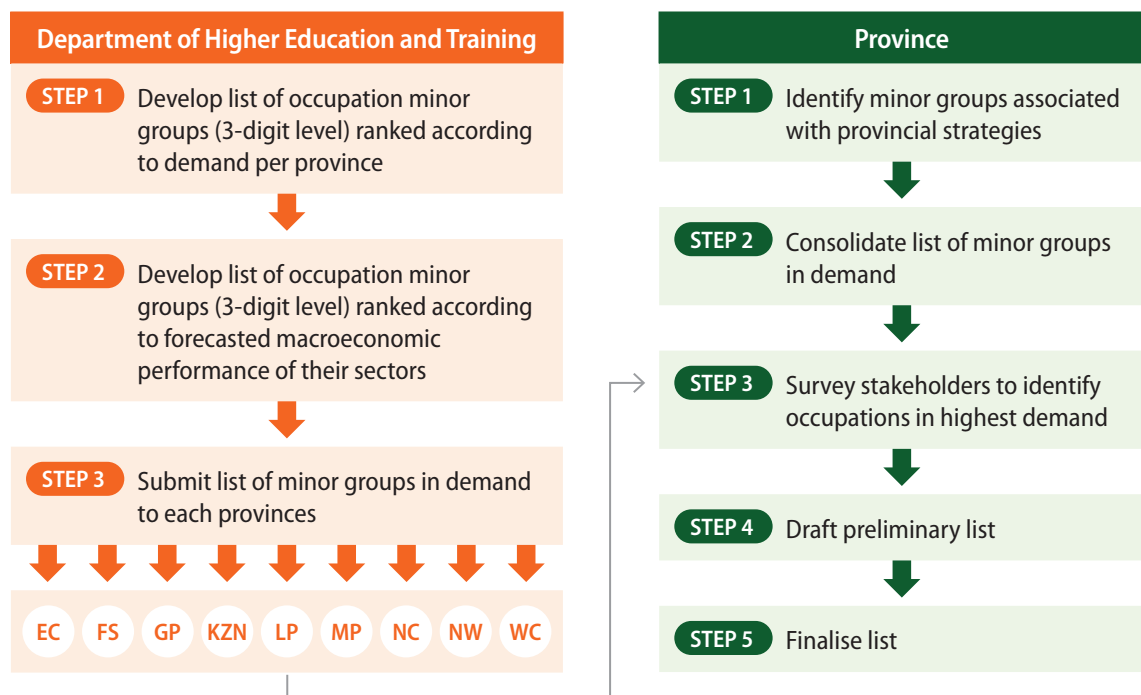 Department of Higher Education and Training
STEP 1 Develop list of occupation minor
groups (3-digit level) ranked according
to demand per province
STEP 2 Develop list of occupation minor
groups (3-digit level) ranked according
to forecasted macroeconomic
performance of their sectors
STEP 3 Submit list of minor groups in demand
to each provinces
EC FS GP KZN LP MP NC NW WC
Province
STEP 1 Identify minor groups associated
with provincial strategies
STEP 2 Consolidate list of minor groups
in demand
STEP 3 Survey stakeholders to identify
occupations in highest demand
STEP 4 Draft preliminary list
STEP 5 Finalise list